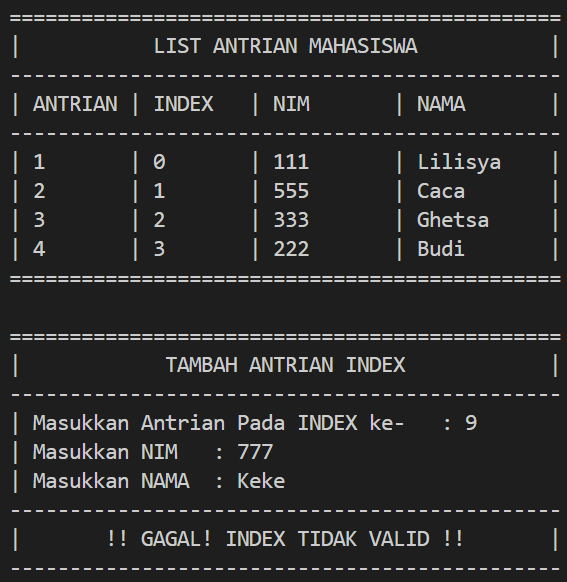 ==============================================
|           LIST ANTRIAN MAHASISWA           |
----------------------------------------------
| ANTRIAN | INDEX   | NIM       | NAMA       |
----------------------------------------------
| 1       | 0       | 111       | Lilisya    |
| 2       | 1       | 555       | Caca       |
| 3       | 2       | 333       | Ghetsa     |
| 4       | 3       | 222       | Budi       |
==============================================
==============================================
|            TAMBAH ANTRIAN INDEX            |
----------------------------------------------
| Masukkan Antrian Pada INDEX ke-   : 9
| Masukkan NIM   : 777
| Masukkan NAMA  : Keke
----------------------------------------------
|       !! GAGAL! INDEX TIDAK VALID !!       |
----------------------------------------------